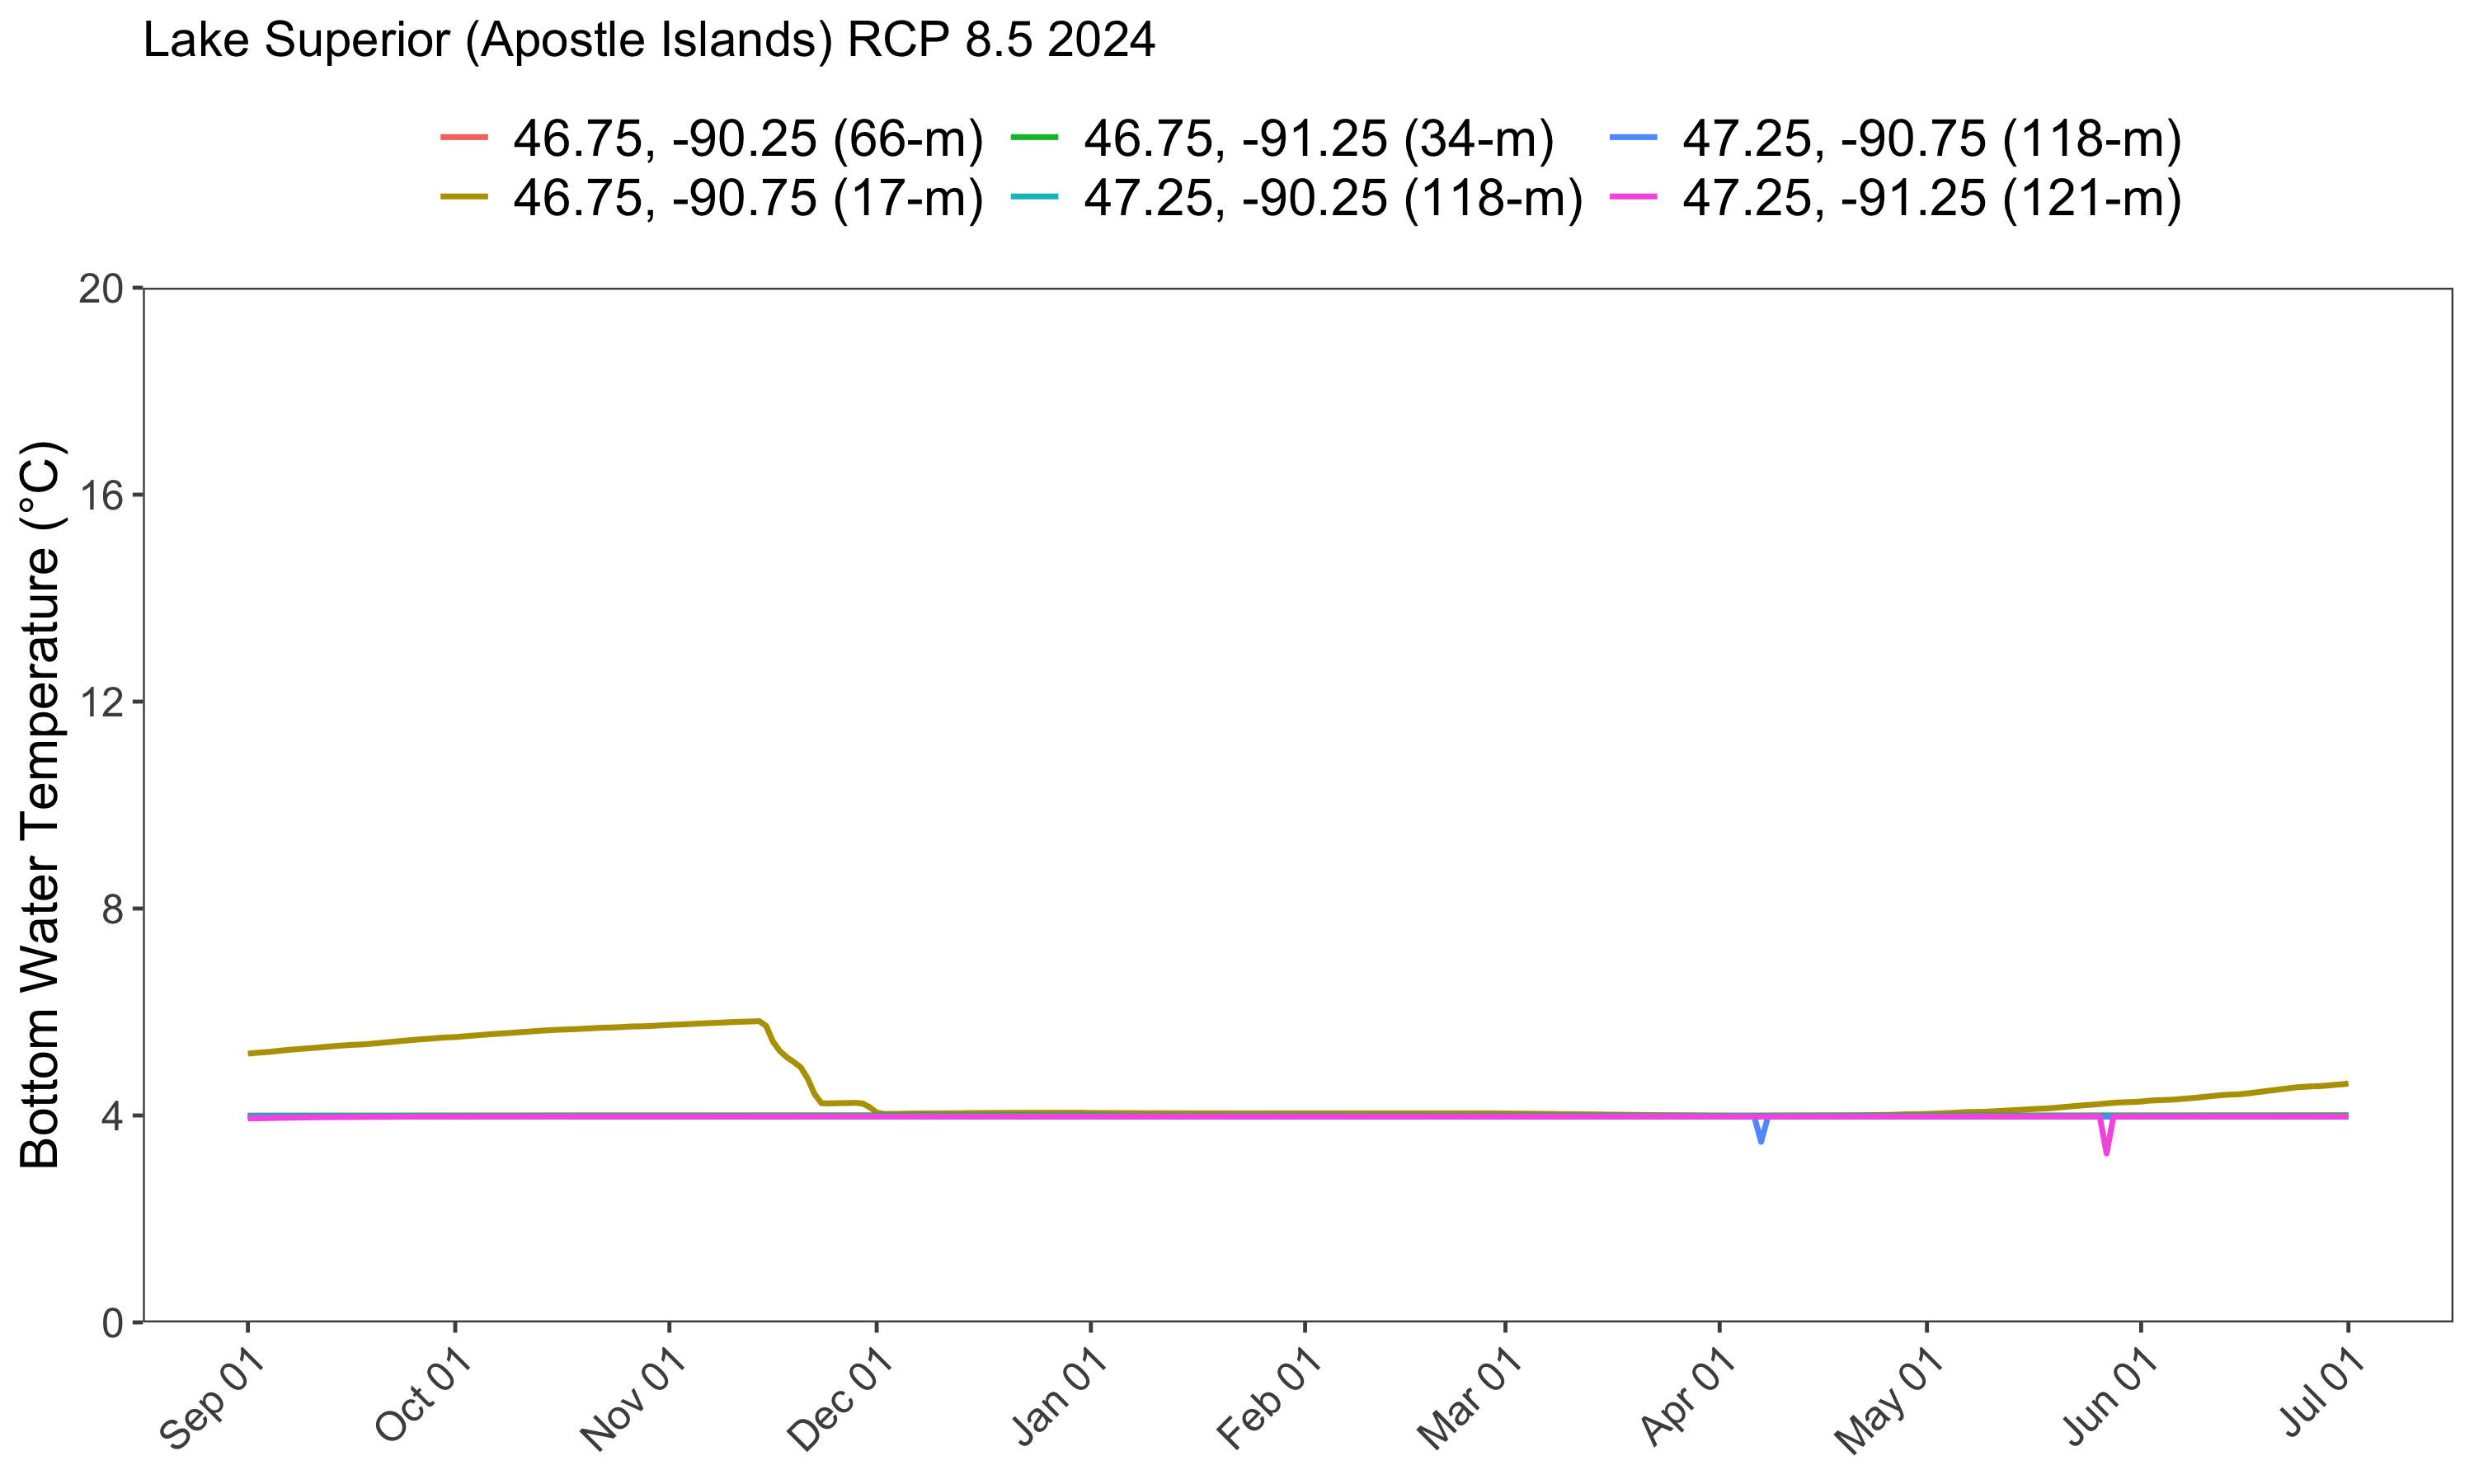 Lake Superior (Apostle Islands) RCP 8.5 2024
46.75, -90.25 (66-m) 46.75, -91.25 (34-m) 47.25, -90.75 (118-m)
46.75, -90.75 (17-m) 47.25, -90.25 (118-m) 47.25, -91.25 (121-m)
Bottom Water Temperature (°C)
20
16
12
8
4
0
Sep 01 Oct 01 Nov 01 Dec 01 Jan 01 Feb 01 Mar 01 Apr 01 May 01 Jun 01 Jul 01